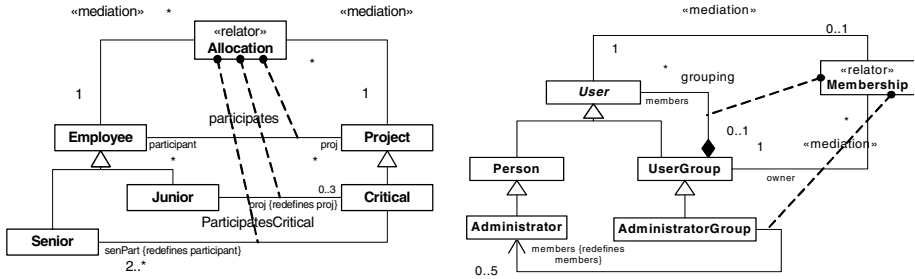 «mediation»
*
«mediation»
«relator»
Allocation
*
1
1
participates
Employee
participant
proj
Project
*
*
Junior
0..3
proj {redefines proj}
Critical
ParticipatesCritical
Senior
senPart {redefines participant}
2..*
«mediation»
0..1
1
*
grouping
User
members
«relator»
Membership
0..1
*
1
«mediation»
Person
UserGroup
owner
Administrator
AdministratorGroup
members {redefines
members}
0..5